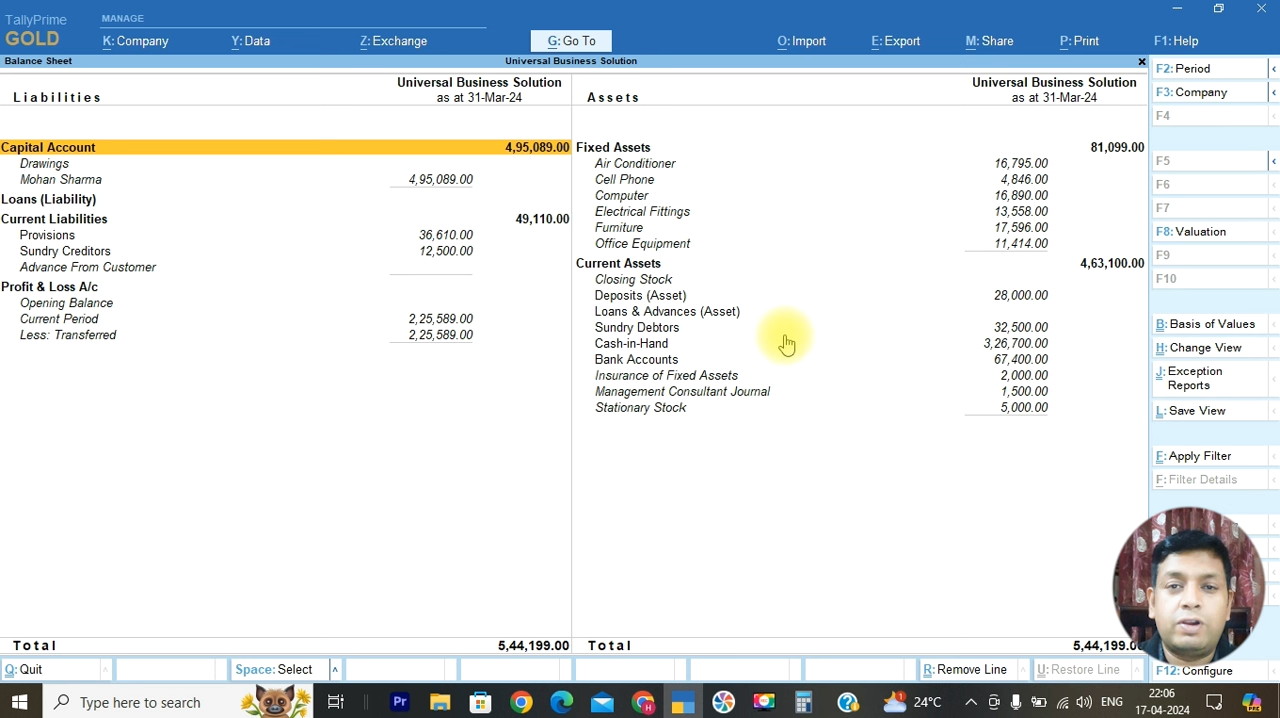 TallyPrime
GOLD
MANAGE
K: Company
Y: Data
Z: Exchange
G: Go To
O: Import
E: Export
M: Share
P: Print
F1: Help
Balance Sheet
Universal Business Solution
x
Liabilities
Universal Business Solution
as at 31-Mar-24
Assets
Universal Business Solution
as at 31-Mar-24
Capital Account 4,95,089.00
Drawings
Mohan Sharma 4,95,089.00
Loans (Liability)
Current Liabilities 49,110.00
Provisions 36,610.00
Sundry Creditors 12,500.00
Advance From Customer
Profit & Loss A/c
Opening Balance
Current Period 2,25,589.00
Less: Transferred 2,25,589.00
Total 5,44,199.00
Fixed Assets 81,099.00
Air Conditioner 16,795.00
Cell Phone 4,846.00
Computer 16,890.00
Electrical Fittings 13,558.00
Furniture 17,596.00
Office Equipment 11,414.00
Current Assets 4,63,100.00
Closing Stock
Deposits (Asset) 28,000.00
Loans & Advances (Asset)
Sundry Debtors 32,500.00
Cash-in-Hand 3,26,700.00
Bank Accounts 67,400.00
Insurance of Fixed Assets 2,000.00
Management Consultant Journal 1,500.00
Stationary Stock 5,000.00
Total 5,44,199.00
F2: Period
F3: Company
F4
F5
F6
F7
F8: Valuation
F9
F10
B: Basis of Values
H: Change View
J: Exception
Reports
L: Save View
F: Apply Filter
F: Filter Details
F12: Configure
Q: Quit
Space: Select
R: Remove Line
U: Restore Line
Type here to search
Pr
24°C
ENG
22:06
17-04-2024